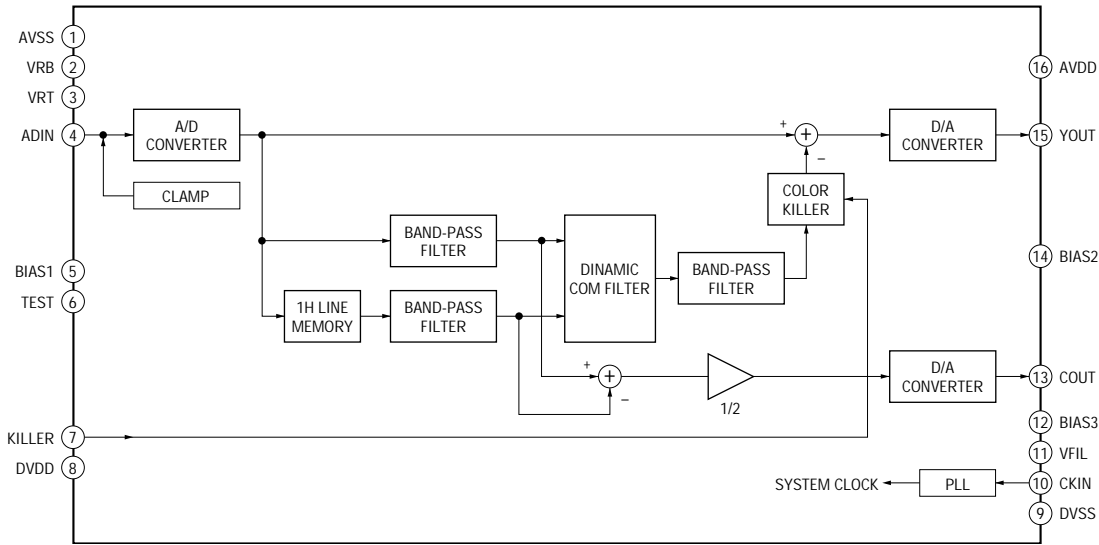 AVSS 1
VRB 2
VRT 3
ADIN 4
A/D
CONVERTER
CLAMP
BIAS1 5
TEST 6
KILLER 7
DVDD 8
1H LINE
MEMORY
BAND-PASS
FILTER
BAND-PASS
FILTER
DINAMIC
COM FILTER
BAND-PASS
FILTER
COLOR
KILLER
+
+
–
+
+
–
1/2
D/A
CONVERTER
D/A
CONVERTER
SYSTEM CLOCK
PLL
16 AVDD
15 YOUT
14 BIAS2
13 COUT
12 BIAS3
11 VFIL
10 CKIN
9 DVSS